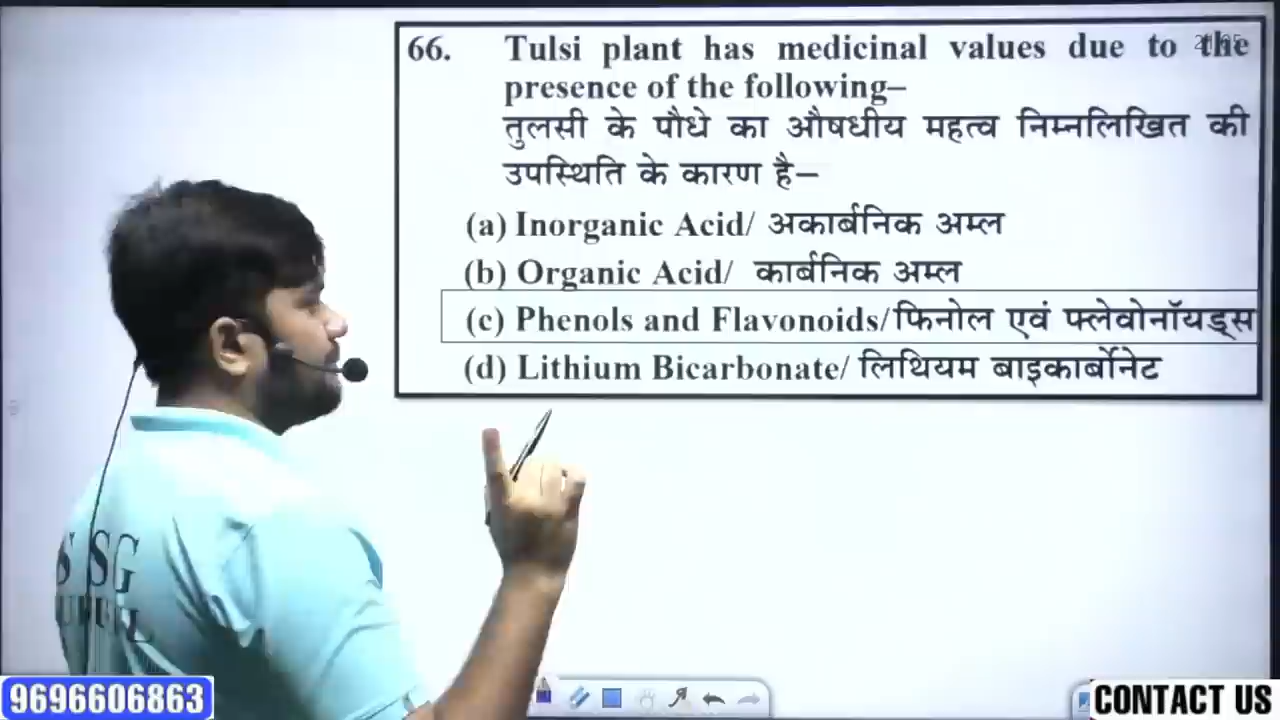 66. Tulsi plant has medicinal values due to the
presence of the following–
तुलसी के पौधे का औषधीय महत्व निम्नलिखित की
उपस्थिति के कारण है–
(a) Inorganic Acid/ अकार्बनिक अम्ल
(b) Organic Acid/ कार्बनिक अम्ल
(c) Phenols and Flavonoids/फिनोल एवं फ्लेवोनॉयड्स
(d) Lithium Bicarbonate/ लिथियम बाइकार्बोनेट
SG
9696606863
CONTACT US